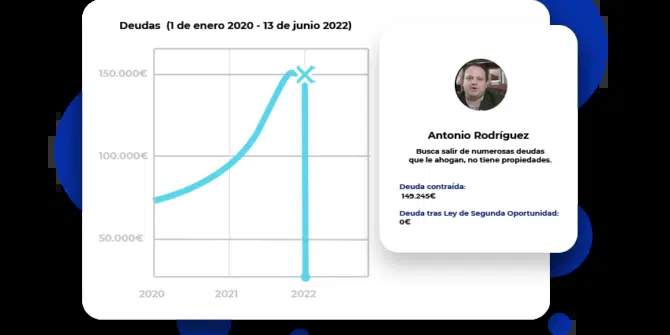 Deudas (1 de enero 2020 - 13 de junio 2022)
150.000€
100.000€
50.000€
2020 2021 2022
Antonio Rodríguez
Busca salir de numerosas deudas
que le ahogan, no tiene propiedades.
Deuda contraída:
149.245€
Deuda tras Ley de Segunda Oportunidad:
0€